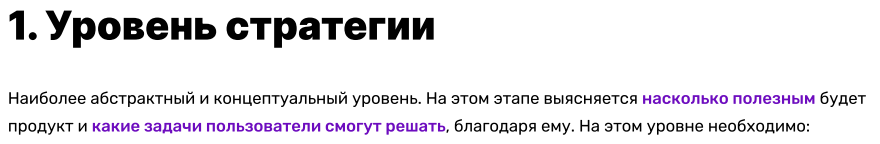 1. Уровень стратегии
Наиболее абстрактный и концептуальный уровень. На этом этапе выясняется насколько полезным будет
продукт и какие задачи пользователи смогут решать, благодаря ему. На этом уровне необходимо: